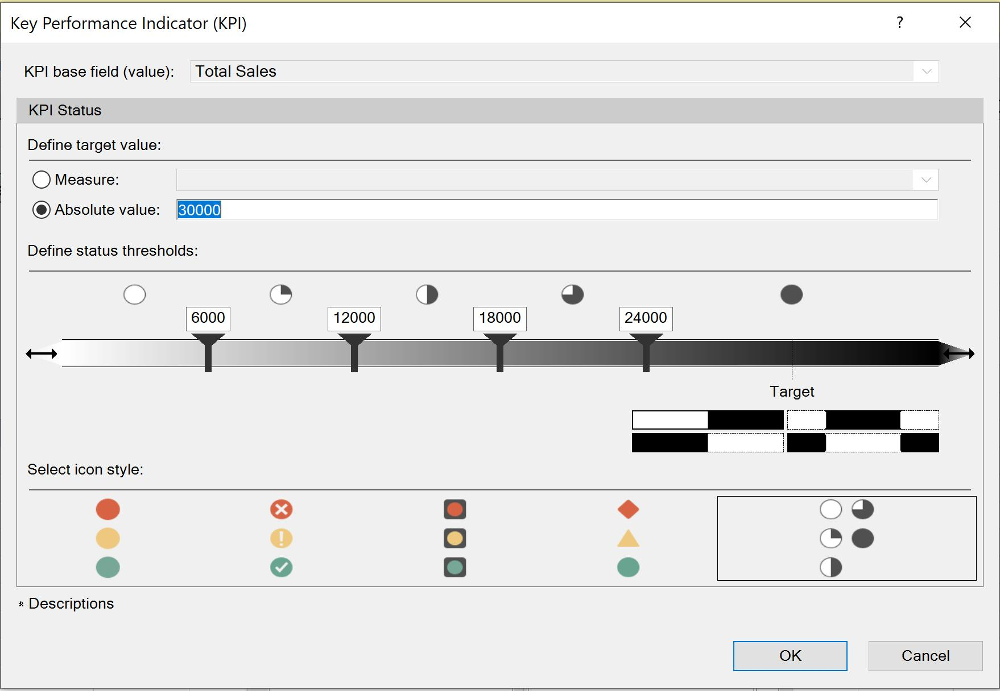 Key Performance Indicator (KPI)
?
KPI base field (value): Total Sales
KPI Status
Define target value:
Measure:
Absolute value: 30000
Define status thresholds:
6000 12000 18000 24000
Target
Select icon style:
Descriptions
OK Cancel